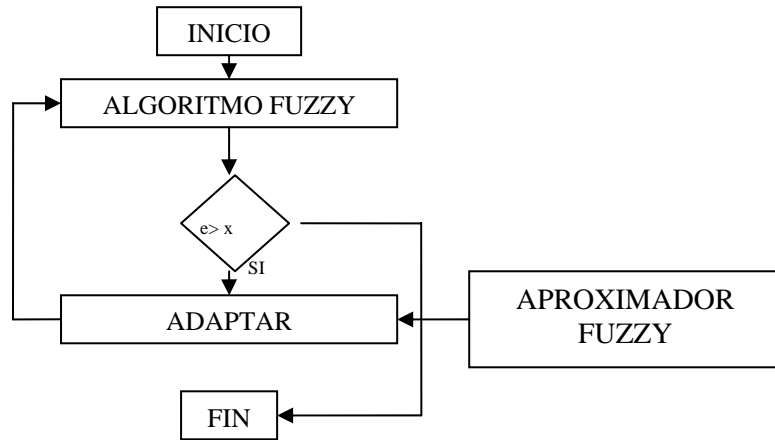 INICIO
ALGORITMO FUZZY
e> x
SI
ADAPTAR
APROXIMADOR
FUZZY
FIN